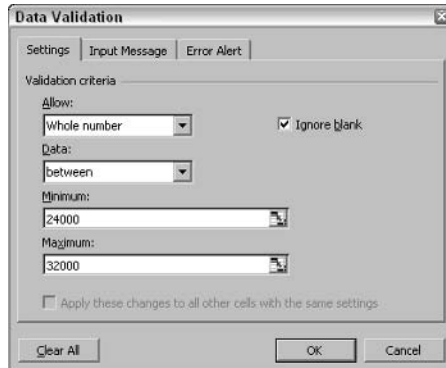 Data Validation
Settings Input Message Error Alert
Validation criteria
Allow:
Whole number
Ignore blank
Data:
between
Minimum:
24000
Maximum:
32000
Apply these changes to all other cells with the same settings
Clear All OK Cancel